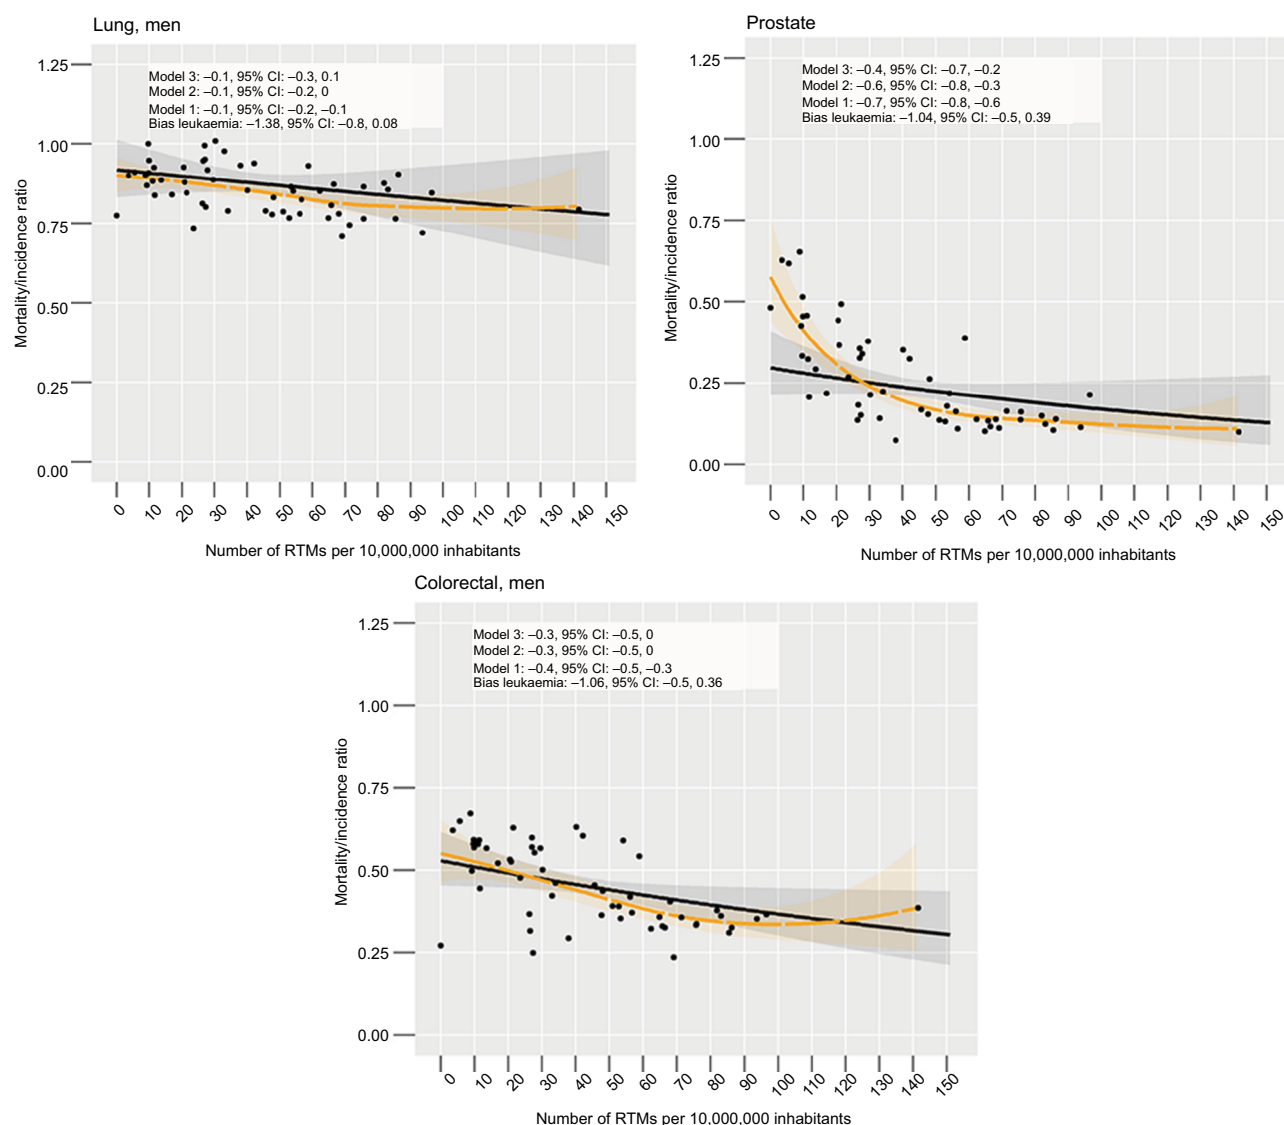 Lung, men
1.25
1.00
0.75
0.50
0.25
0.00
Mortality/incidence ratio
Model 3: –0.1, 95% CI: –0.3, 0.1
Model 2: –0.1, 95% CI: –0.2, 0
Model 1: –0.1, 95% CI: –0.2, –0.1
Bias leukaemia: –1.38, 95% CI: –0.8, 0.08
0 10 20 30 40 50 60 70 80 90 100 110 120 130 140 150
Number of RTMs per 10,000,000 inhabitants
Prostate
1.25
1.00
0.75
0.50
0.25
0.00
Mortality/incidence ratio
Model 3: –0.4, 95% CI: –0.7, –0.2
Model 2: –0.6, 95% CI: –0.8, –0.3
Model 1: –0.7, 95% CI: –0.8, –0.6
Bias leukaemia: –1.04, 95% CI: –0.5, 0.39
0 10 20 30 40 50 60 70 80 90 100 110 120 130 140 150
Number of RTMs per 10,000,000 inhabitants
Colorectal, men
1.25
1.00
0.75
0.50
0.25
0.00
Mortality/incidence ratio
Model 3: –0.3, 95% CI: –0.5, 0
Model 2: –0.3, 95% CI: –0.5, 0
Model 1: –0.4, 95% CI: –0.5, –0.3
Bias leukaemia: –1.06, 95% CI: –0.5, 0.36
0 10 20 30 40 50 60 70 80 90 100 110 120 130 140 150
Number of RTMs per 10,000,000 inhabitants